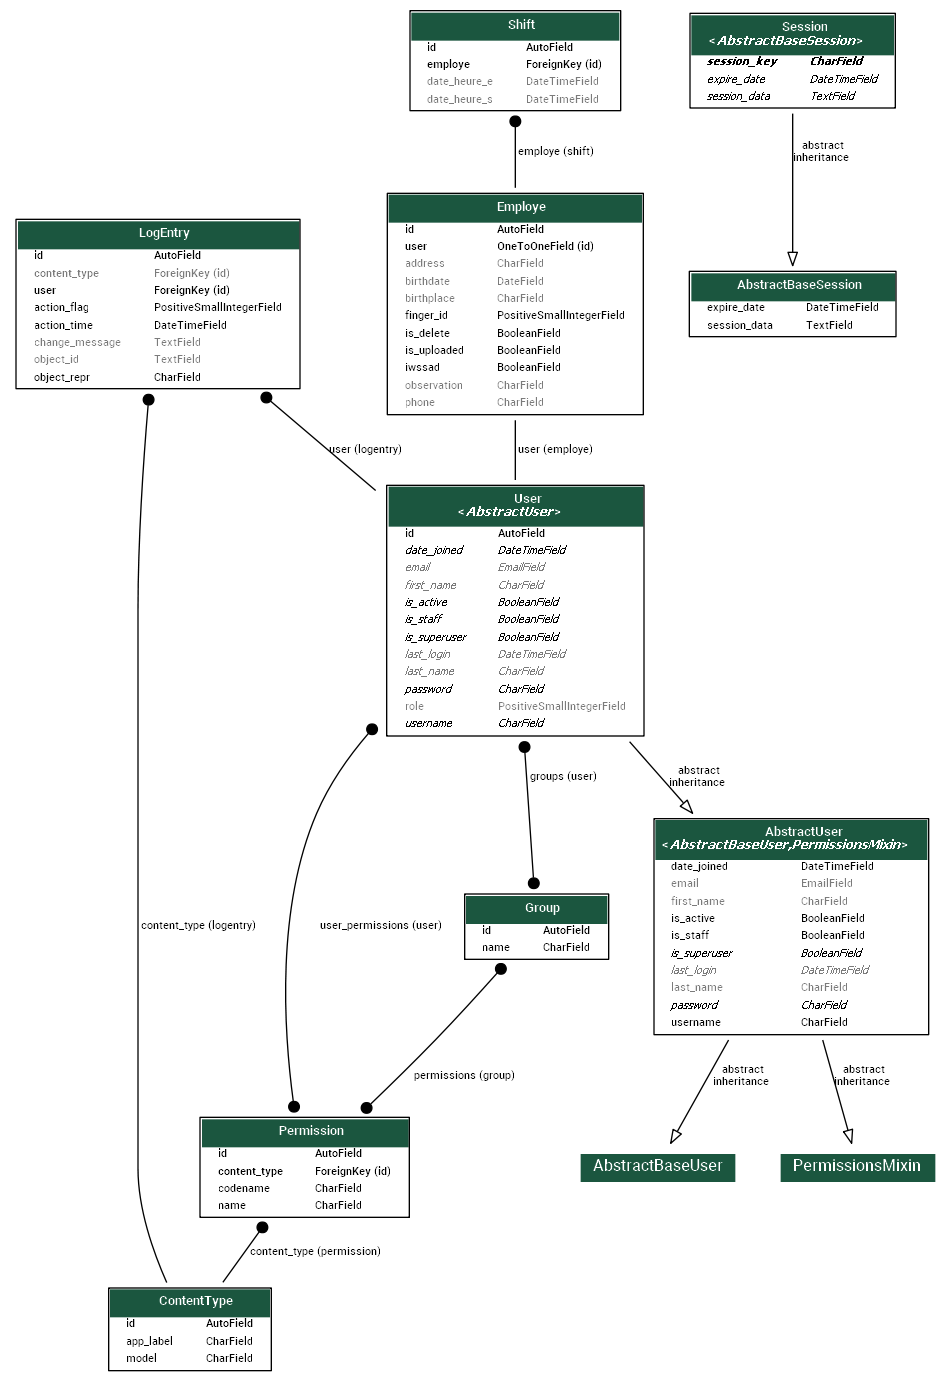 Shift
id AutoField
employe ForeignKey (id)
date_heure_e DateTimeField
date_heure_s DateTimeField
employe (shift)
Session
<AbstractBaseSession>
session_key CharField
expire_date DateTimeField
session_data TextField
abstract
inheritance
AbstractBaseSession
expire_date DateTimeField
session_data TextField
Employe
id AutoField
user OneToOneField (id)
address CharField
birthdate DateField
birthplace CharField
finger_id PositiveSmallIntegerField
is_delete BooleanField
is_uploaded BooleanField
iwssad BooleanField
observation CharField
phone CharField
LogEntry
id AutoField
content_type ForeignKey (id)
user ForeignKey (id)
action_flag PositiveSmallIntegerField
action_time DateTimeField
change_message TextField
object_id TextField
object_repr CharField
user (logentry)
user (employe)
User
<AbstractUser>
id AutoField
date_joined DateTimeField
email EmailField
first_name CharField
is_active BooleanField
is_staff BooleanField
is_superuser BooleanField
last_login DateTimeField
last_name CharField
password CharField
role PositiveSmallIntegerField
username CharField
groups (user)
abstract
inheritance
AbstractUser
<AbstractBaseUser,PermissionsMixin>
date_joined DateTimeField
email EmailField
first_name CharField
is_active BooleanField
is_staff BooleanField
is_superuser BooleanField
last_login DateTimeField
last_name CharField
password CharField
username CharField
content_type (logentry)
user_permissions (user)
Group
id AutoField
name CharField
permissions (group)
abstract
inheritance
abstract
inheritance
AbstractBaseUser
PermissionsMixin
Permission
id AutoField
content_type ForeignKey (id)
codename CharField
name CharField
content_type (permission)
ContentType
id AutoField
app_label CharField
model CharField